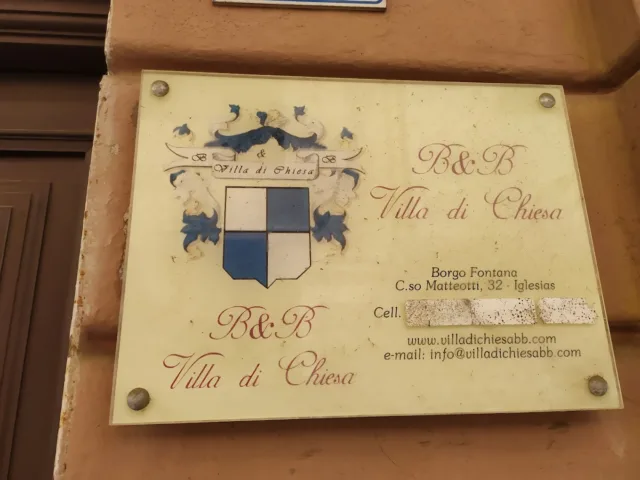 B & B
Villa di Chiesa
B&B
Villa di Chiesa
B&B
Villa di Chiesa
Borgo Fontana
C.so Matteotti, 32 - Iglesias
Cell.
www.villadichiesabb.com
e-mail: info@villadichiesabb.com